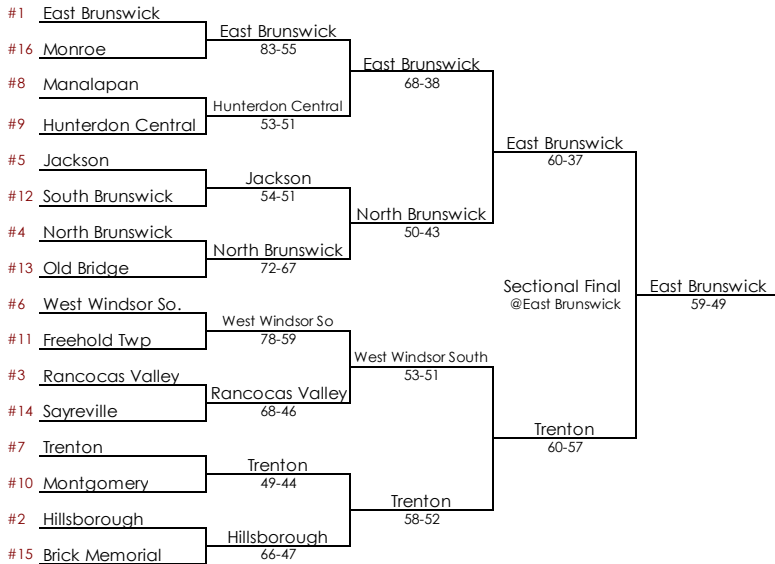 #1 East Brunswick
East Brunswick
#16 Monroe
83-55
East Brunswick
#8 Manalapan
68-38
Hunterdon Central
#9 Hunterdon Central
53-51
East Brunswick
60-37
#5 Jackson
Jackson
#12 South Brunswick
54-51
North Brunswick
#4 North Brunswick
50-43
North Brunswick
#13 Old Bridge
72-67
Sectional Final
@East Brunswick
East Brunswick
59-49
#6 West Windsor So.
West Windsor So
#11 Freehold Twp
78-59
West Windsor South
#3 Rancocas Valley
53-51
Rancocas Valley
#14 Sayreville
68-46
Trenton
60-57
#7 Trenton
Trenton
#10 Montgomery
49-44
Trenton
#2 Hillsborough
58-52
Hillsborough
#15 Brick Memorial
66-47